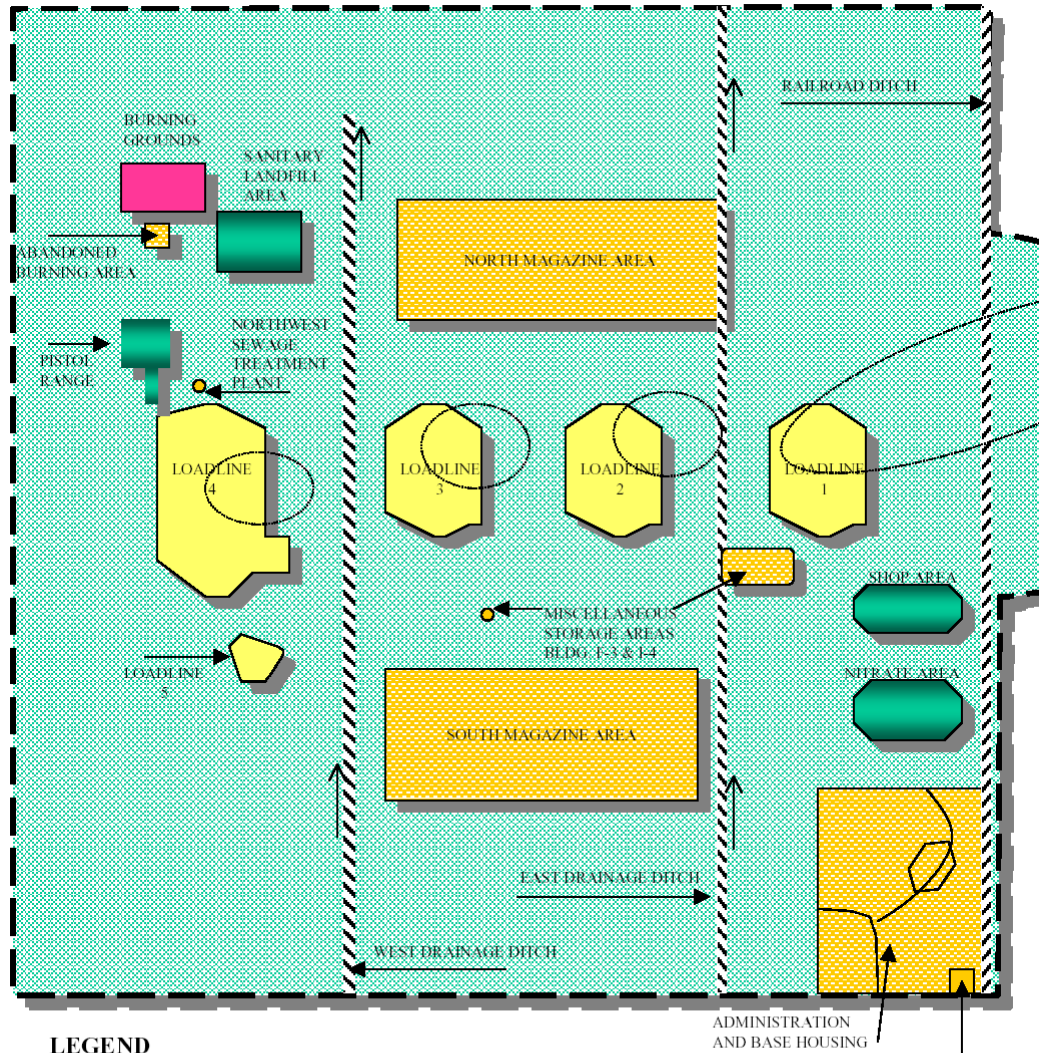 RAILROAD DITCH
BURNING
GROUNDS
SANITARY
LANDFILL
AREA
ABANDONED
BURNING AREA
NORTH MAGAZINE AREA
NORTHWEST
SEWAGE
TREATMENT
PLANT
PISTOL
RANGE
LOADLINE
4
LOADLINE
3
LOADLINE
2
LOADLINE
1
SHOP AREA
MISCELLANEOUS
STORAGE AREAS
BLDG. F-3 & I-4
LOADLINE
5
NITRATE AREA
SOUTH MAGAZINE AREA
EAST DRAINAGE DITCH
WEST DRAINAGE DITCH
ADMINISTRATION
AND BASE HOUSING
LEGEND